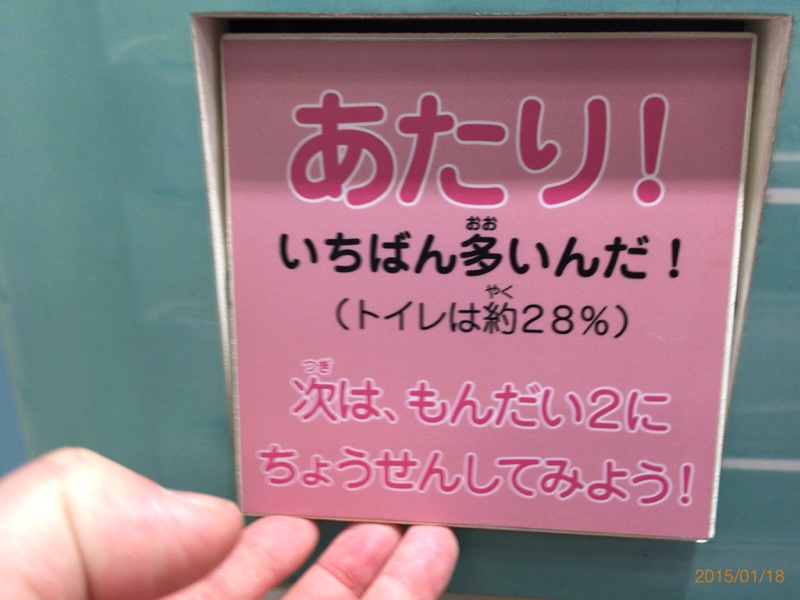 あたり！
いちばん多いんだ！
おお
（トイレは約２８％）
やく
次は、もんだい２に
つぎ
ちょうせんしてみよう！
2015/01/18